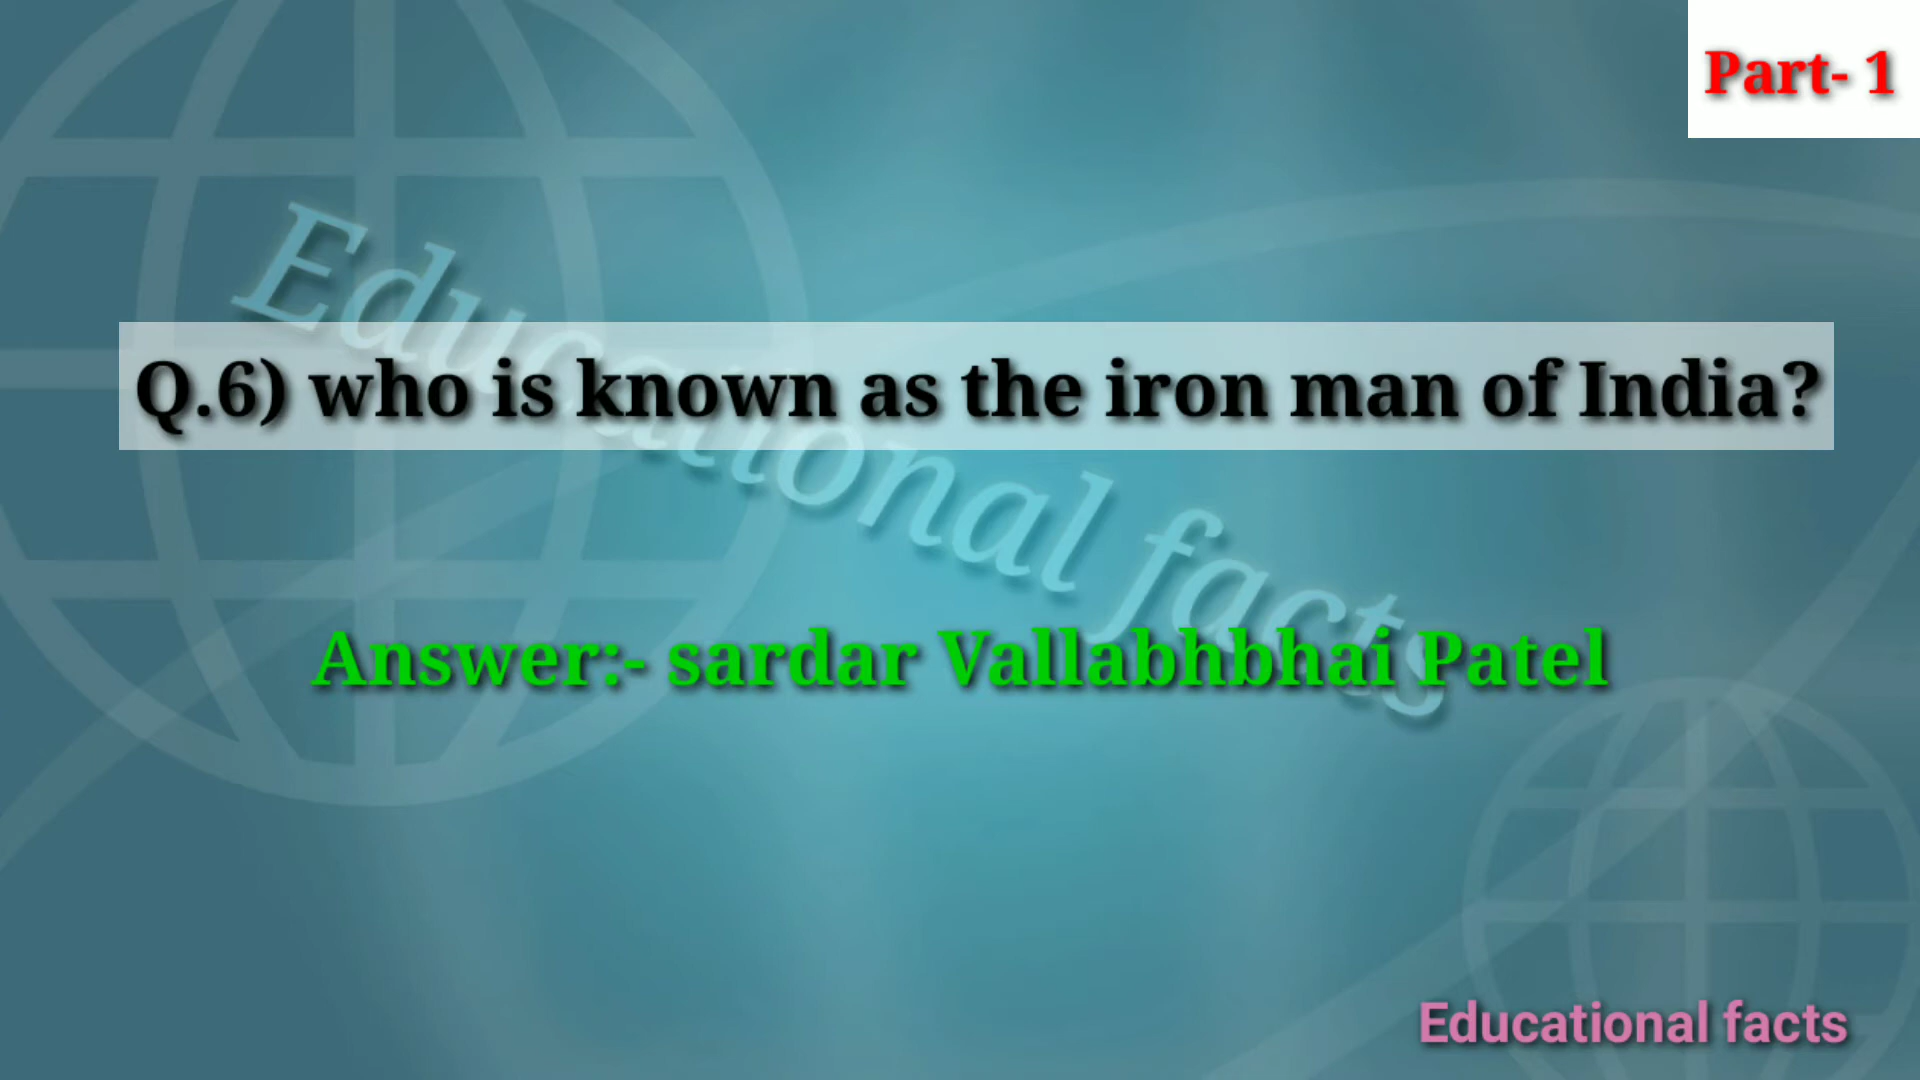 Part- 1
Educational facts
Q.6) who is known as the iron man of India?
Answer:- sardar Vallabhbhai Patel
Educational facts